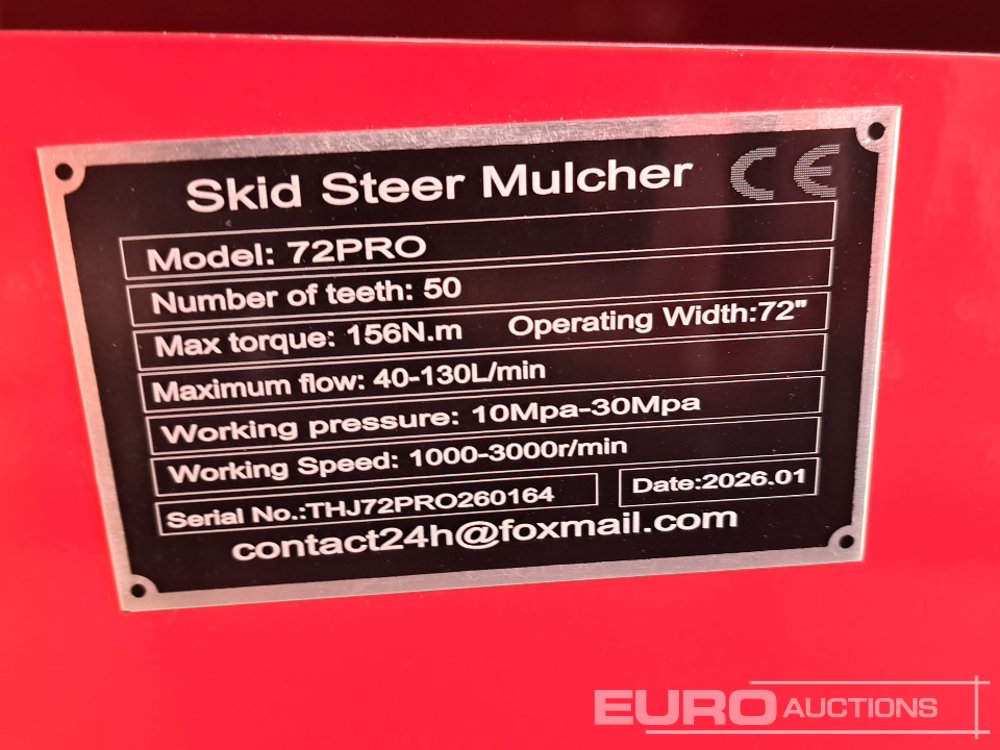 Skid Steer Mulcher CE
Model: 72PRO
Number of teeth: 50
Max torque: 156N.m Operating Width:72"
Maximum flow: 40-130L/min
Working pressure: 10Mpa-30Mpa
Working Speed: 1000-3000r/min
Serial No.:THJ72PRO260164 Date:2026.01
contact24h@foxmail.com
EURO AUCTIONS